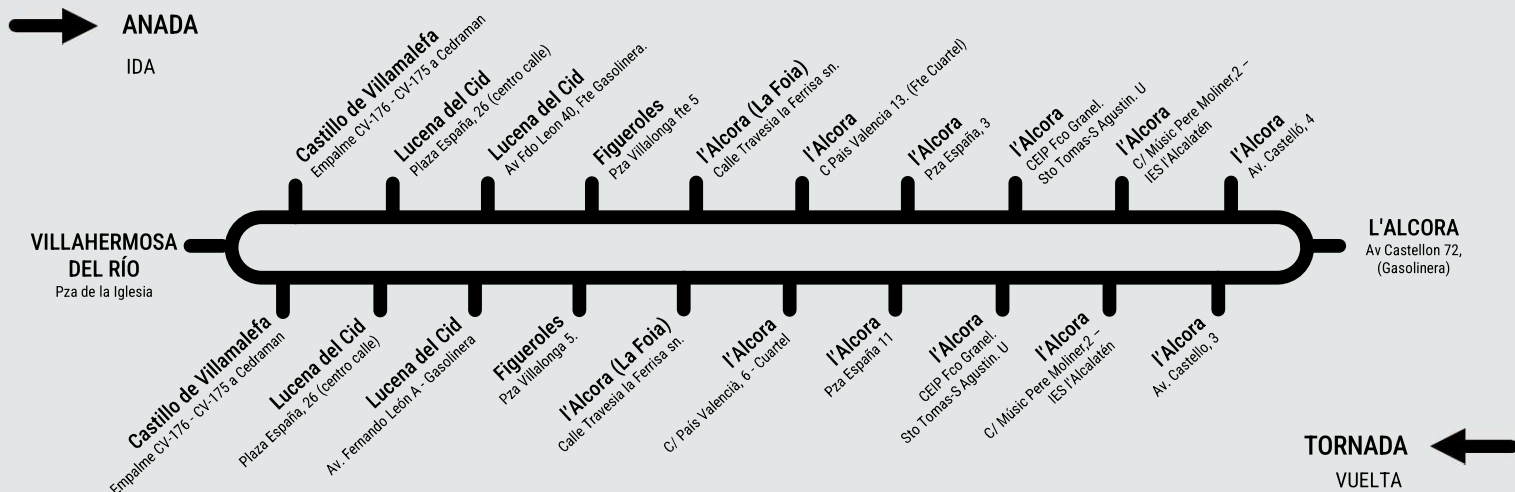 ANADA
IDA
Castillo de Villamalefa
Empalme CV-176 - CV-175 a Cedraman
Lucena del Cid
Plaza España, 26 (centro calle)
Lucena del Cid
Av Fdo Leon 40, Fte Gasolinera.
Figueroles
Pza Villalonga fte 5
l'Alcora (La Foia)
Calle Travesia la Ferrisa sn.
l'Alcora
C Pais Valencia 13. (Fte Cuartel)
l'Alcora
Pza España, 3
l'Alcora
CEIP Fco Granel.
Sto Tomas-S Agustin. U
l'Alcora
C/ Músic Pere Moliner,2 –
IES l'Alcalatén
l'Alcora
Av. Castelló, 4
VILLAHERMOSA
DEL RÍO
Pza de la Iglesia
L'ALCORA
Av Castellon 72,
(Gasolinera)
Castillo de Villamalefa
Empalme CV-176 - CV-175 a Cedraman
Lucena del Cid
Plaza España, 26 (centro calle)
Lucena del Cid
Av. Fernando León A - Gasolinera
Figueroles
Pza Villalonga 5.
l'Alcora (La Foia)
Calle Travesia la Ferrisa sn.
l'Alcora
C/ País Valencià, 6 - Cuartel
l'Alcora
Pza España 11
l'Alcora
CEIP Fco Granel.
Sto Tomas-S Agustin. U
l'Alcora
C/ Músic Pere Moliner,2 –
IES l'Alcalatén
l'Alcora
Av. Castello, 3
TORNADA
VUELTA